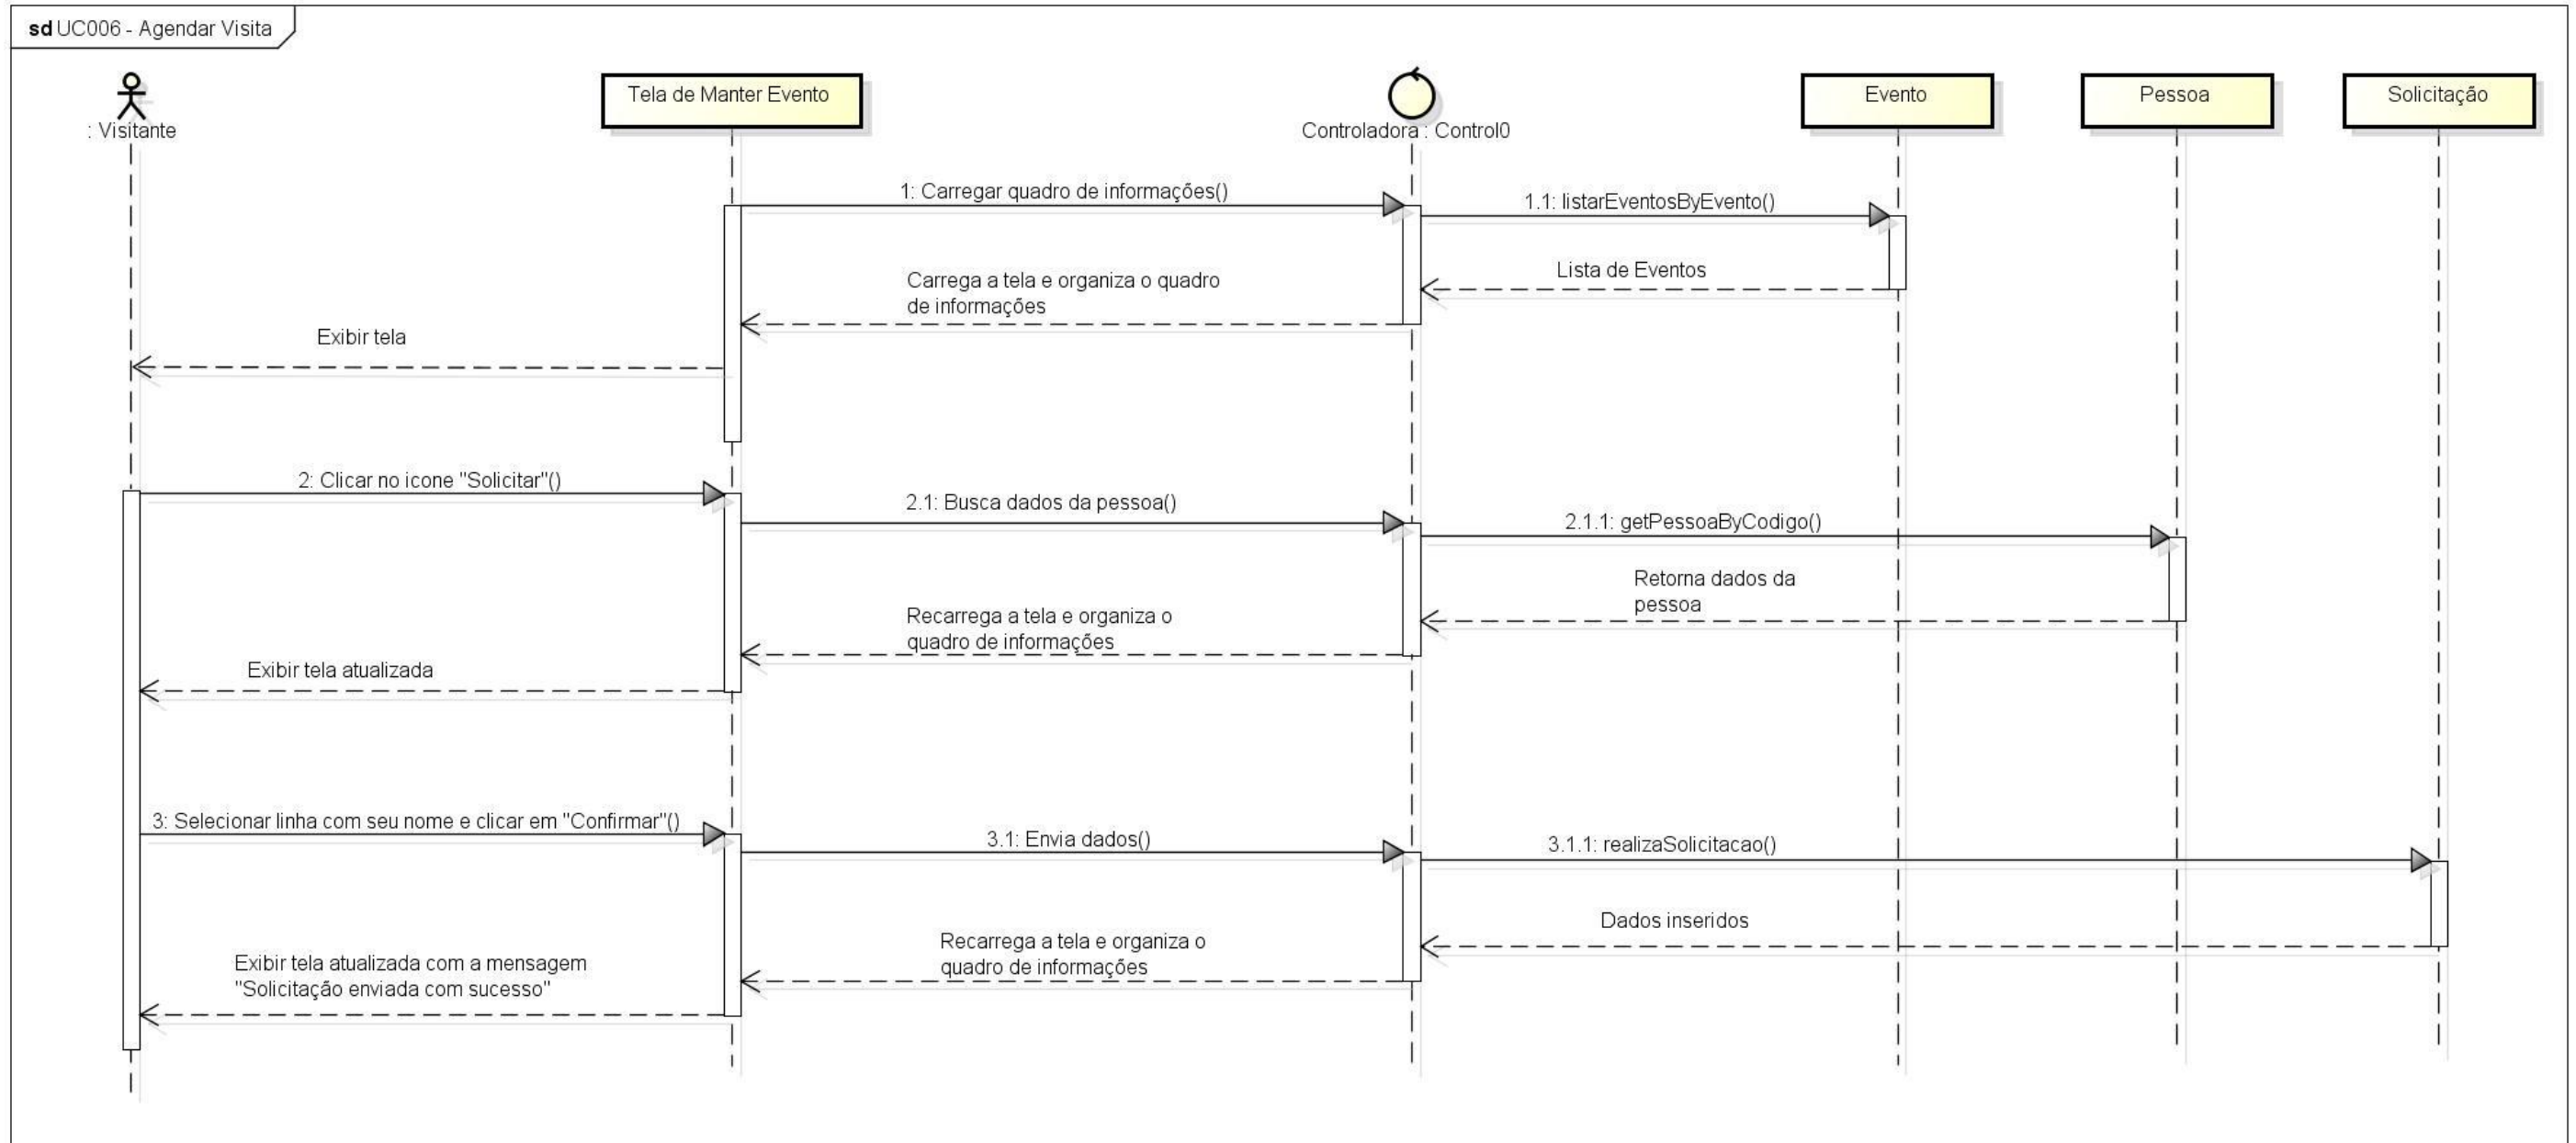 sd UC006 - Agendar Visita
: Visitante
Tela de Manter Evento
Controladora : Control0
Evento
Pessoa
Solicitação
1: Carregar quadro de informações()
1.1: listarEventosByEvento()
Lista de Eventos
Carrega a tela e organiza o quadro
de informações
Exibir tela
2: Clicar no icone "Solicitar"()
2.1: Busca dados da pessoa()
2.1.1: getPessoaByCodigo()
Retorna dados da
pessoa
Recarrega a tela e organiza o
quadro de informações
Exibir tela atualizada
3: Selecionar linha com seu nome e clicar em "Confirmar"()
3.1: Envia dados()
3.1.1: realizaSolicitacao()
Dados inseridos
Recarrega a tela e organiza o
quadro de informações
Exibir tela atualizada com a mensagem
"Solicitação enviada com sucesso"